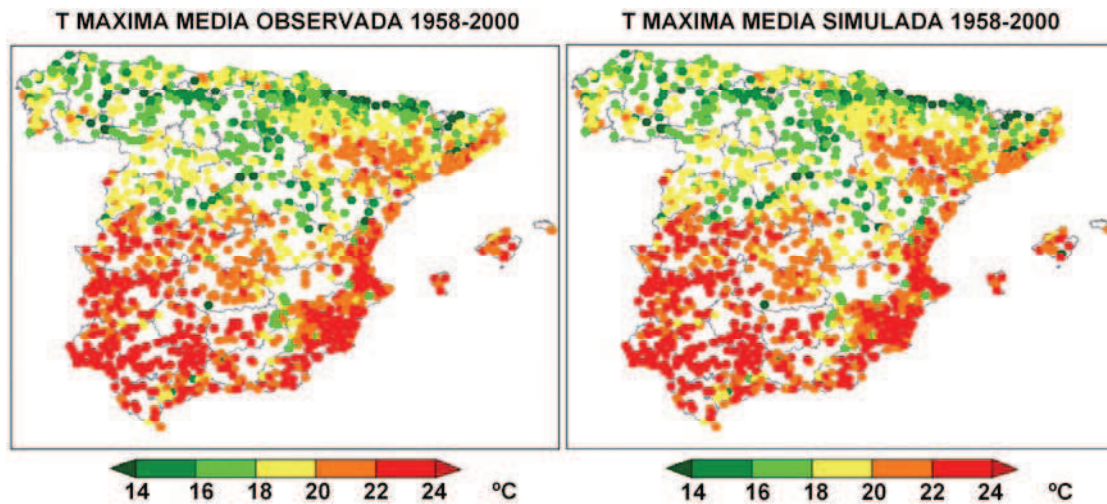 T MAXIMA MEDIA OBSERVADA 1958-2000
T MAXIMA MEDIA SIMULADA 1958-2000
14 16 18 20 22 24 ºC
14 16 18 20 22 24 ºC